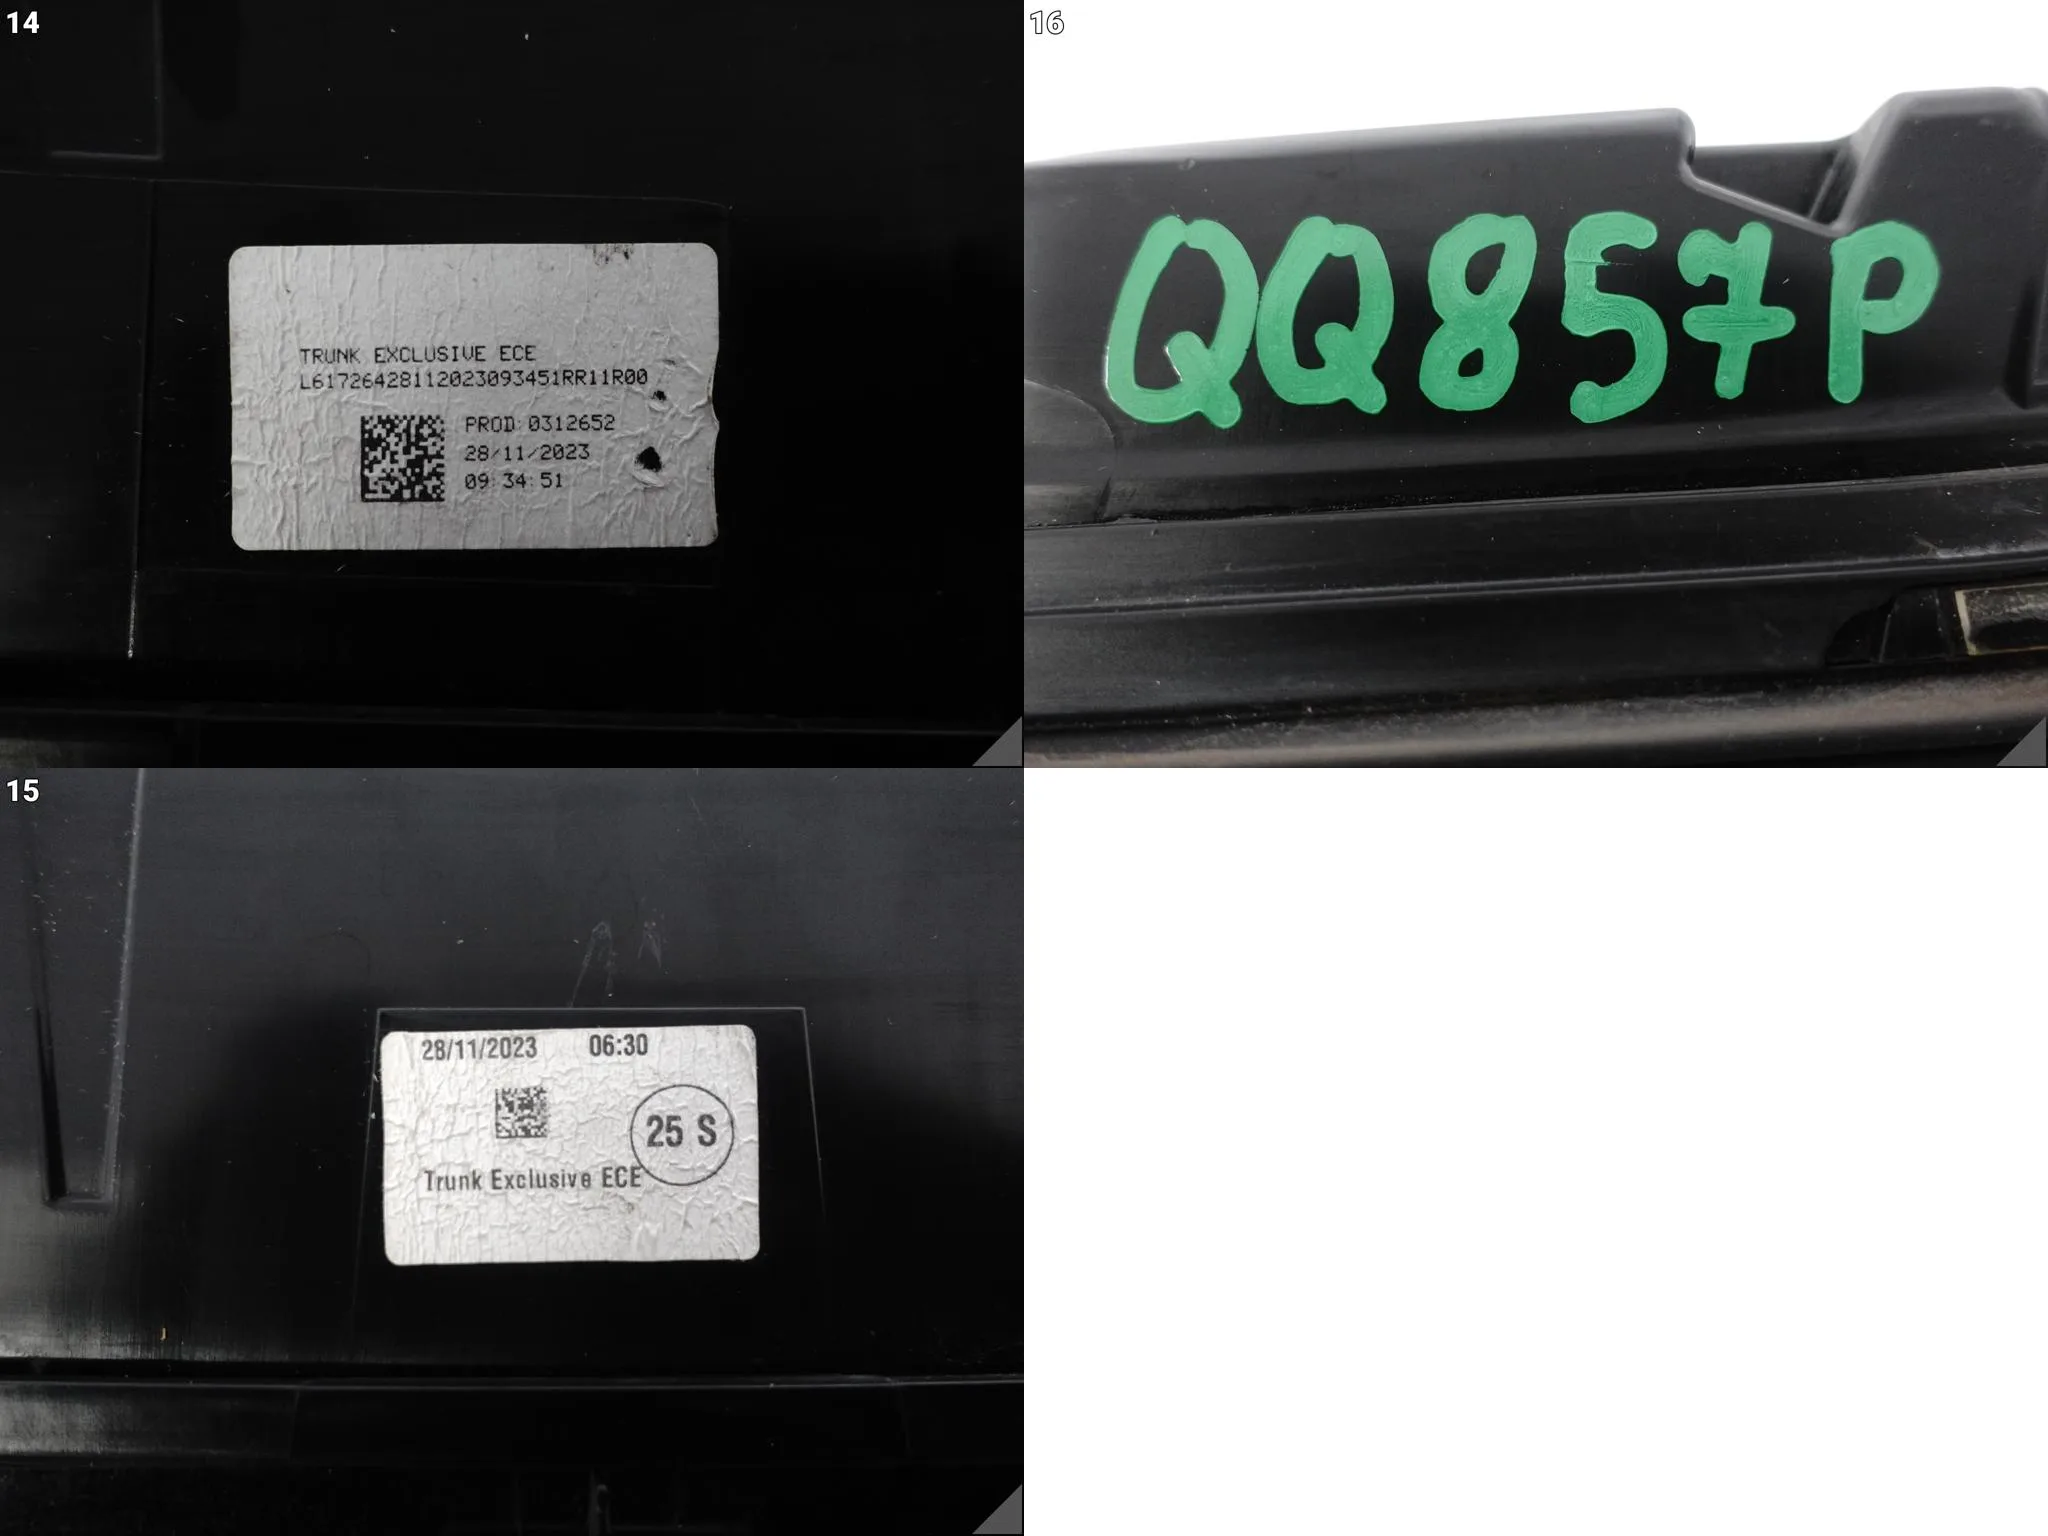 14
TRUNK EXCLUSIVE ECE
L61726428112023093451RR11R00
PROD:0312652
28/11/2023
09:34:51
16
QQ857P
15
28/11/2023 06:30
25 S
Trunk Exclusive ECE